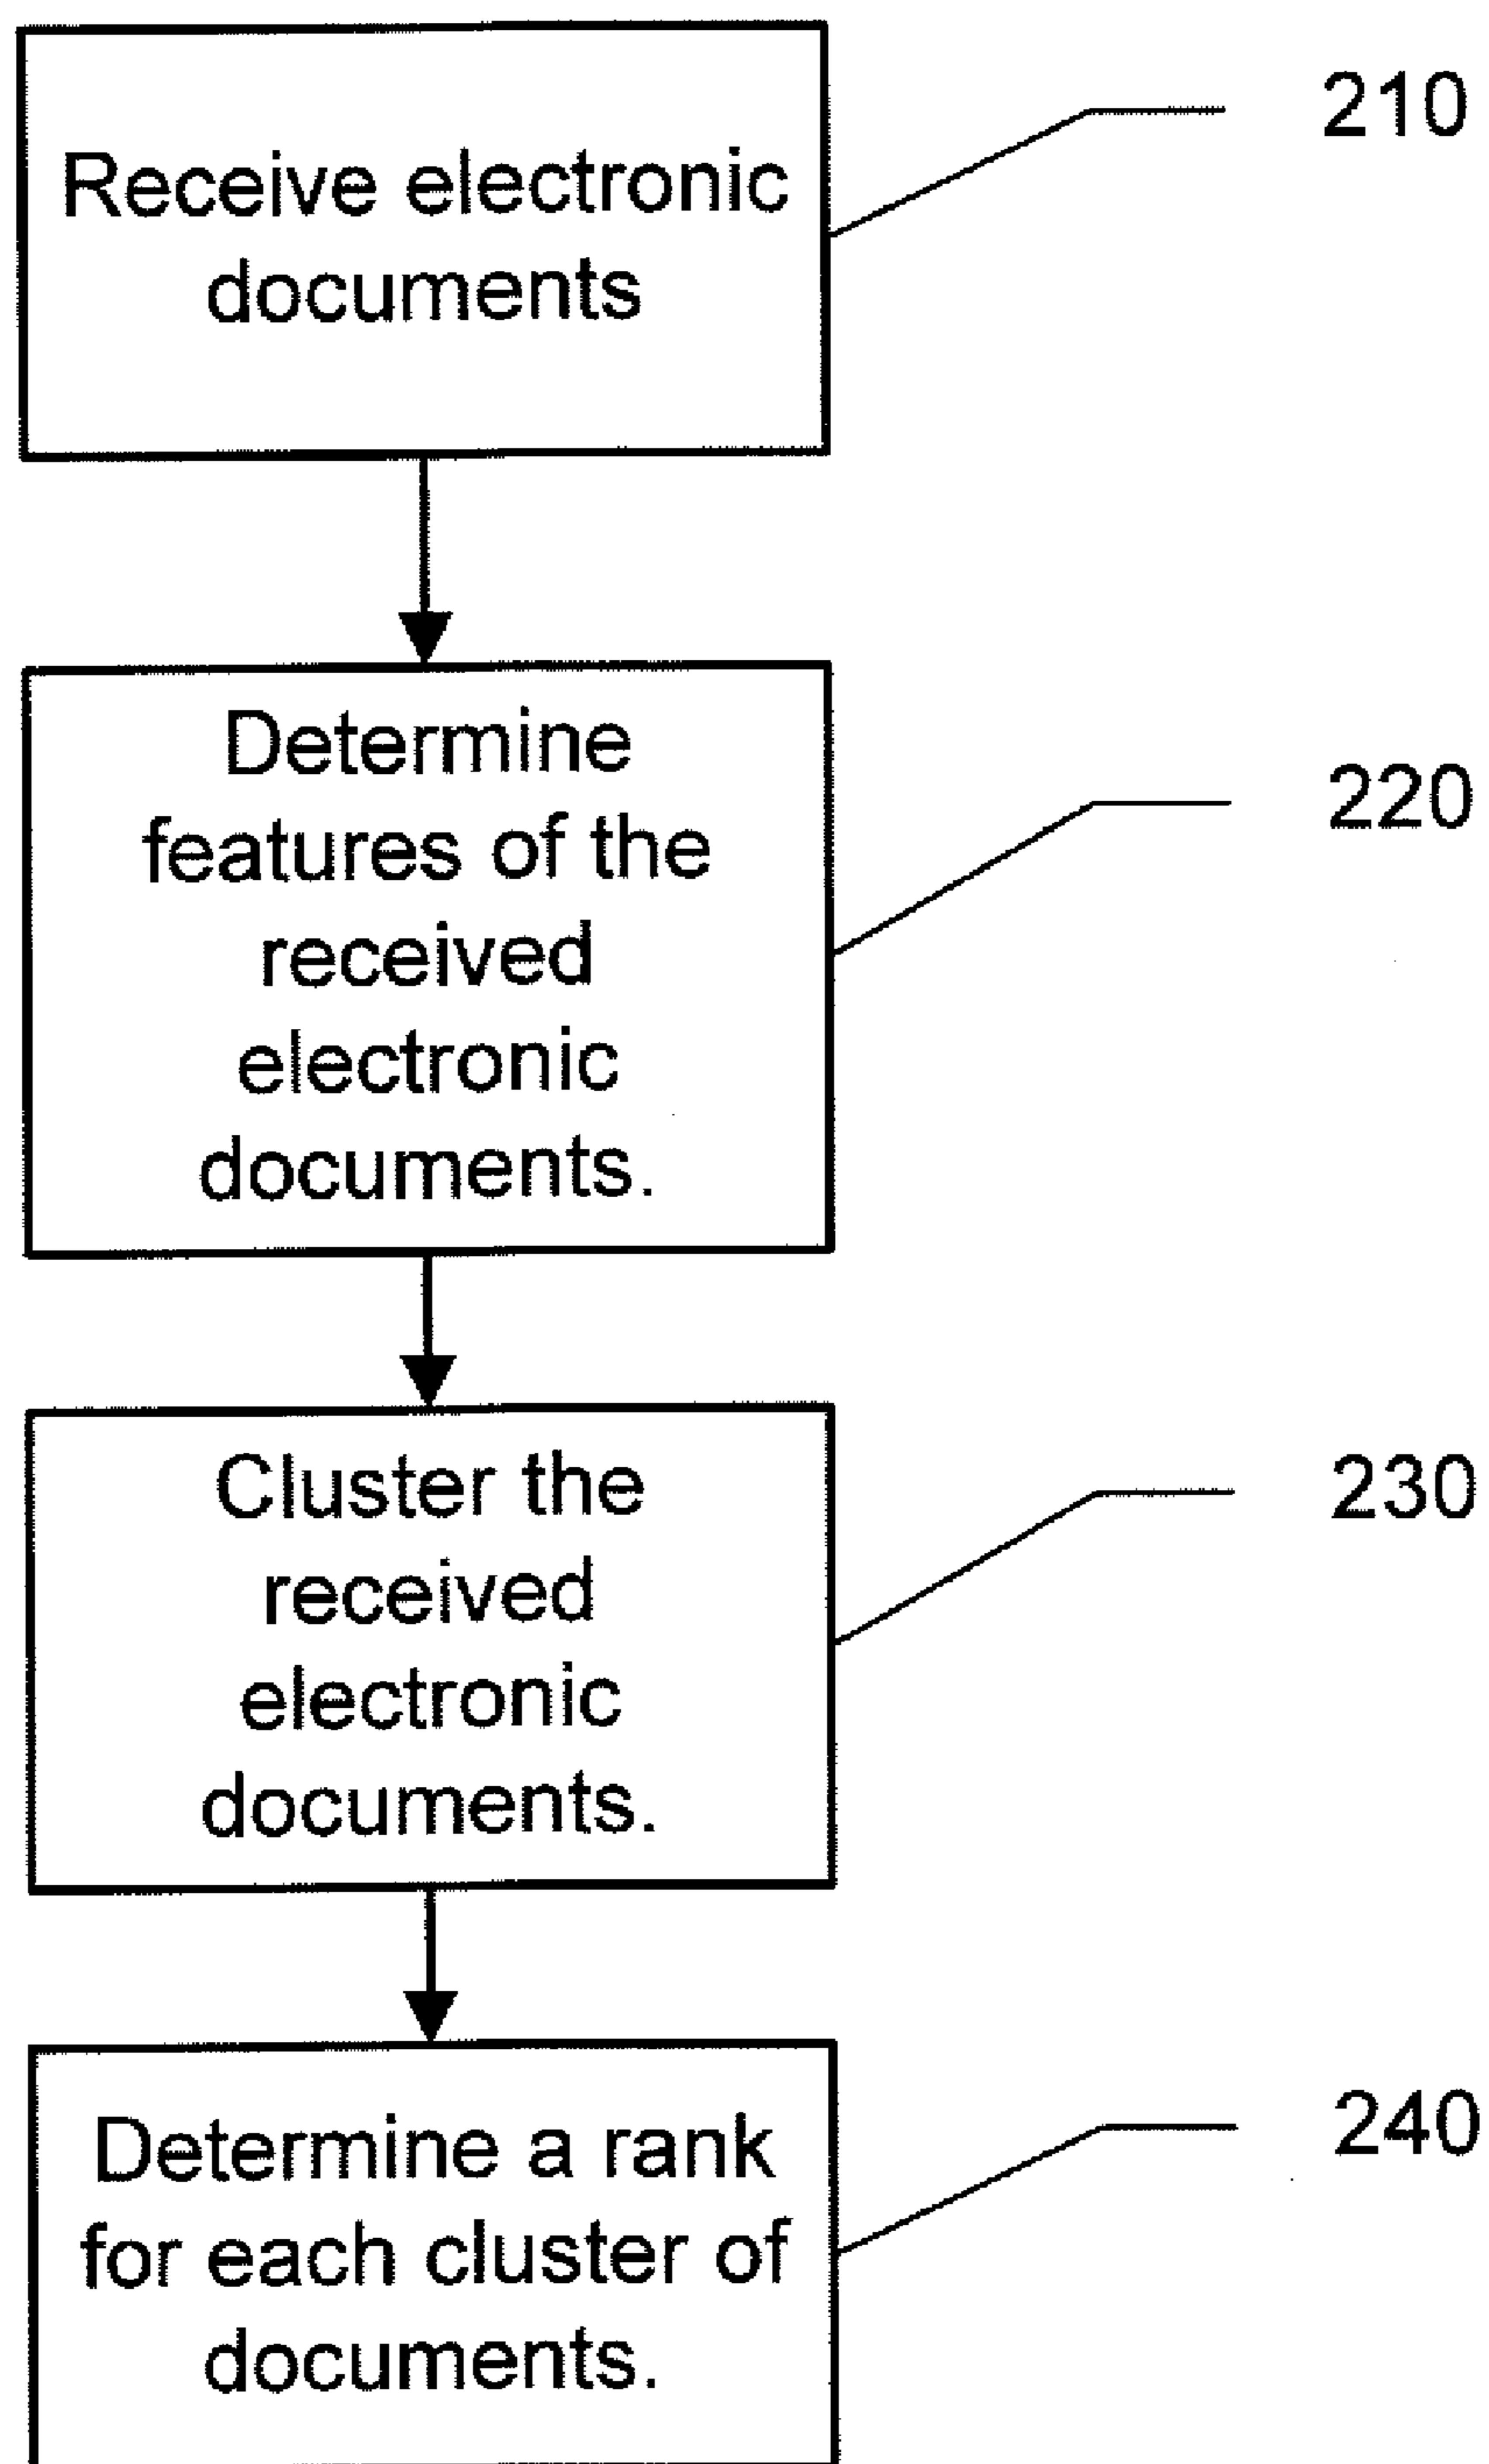 Receive electronic
documents
210
Determine
features of the
received
electronic
documents.
220
Cluster the
received
electronic
documents.
230
Determine a rank
for each cluster of
documents.
240